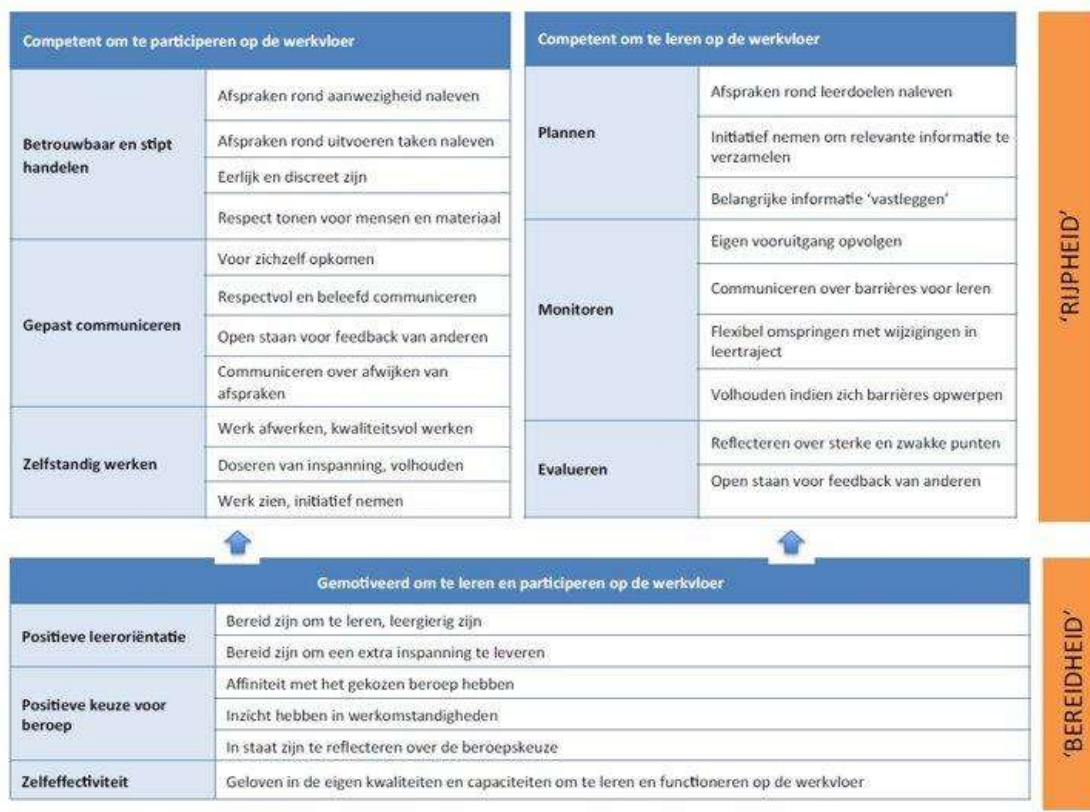 Competent om te participeren op de werkvloer
Betrouwbaar en stipt
handelen
Afspraken rond aanwezigheid naleven
Afspraken rond uitvoeren taken naleven
Eerlijk en discreet zijn
Respect tonen voor mensen en materiaal
Gepast communiceren
Voor zichzelf opkomen
Respectvol en beleefd communiceren
Open staan voor feedback van anderen
Communiceren over afwijken van
afspraken
Zelfstandig werken
Werk afwerken, kwaliteitsvol werken
Doseren van inspanning, volhouden
Werk zien, initiatief nemen
Competent om te leren op de werkvloer
Plannen
Afspraken rond leerdoelen naleven
Initiatief nemen om relevante informatie te
verzamelen
Belangrijke informatie 'vastleggen'
Monitoren
Eigen vooruitgang opvolgen
Communiceren over barrières voor leren
Flexibel omspringen met wijzigingen in
leertraject
Volhouden indien zich barrières opwerpen
Evalueren
Reflecteren over sterke en zwakke punten
Open staan voor feedback van anderen
'RIJPHEID'
Gemotiveerd om te leren en participeren op de werkvloer
Positieve leeroriëntatie
Bereid zijn om te leren, leergierig zijn
Bereid zijn om een extra inspanning te leveren
Positieve keuze voor
beroep
Affiniteit met het gekozen beroep hebben
Inzicht hebben in werkomstandigheden
In staat zijn te reflecteren over de beroepskeuze
Zelfeffectiviteit
Geloven in de eigen kwaliteiten en capaciteiten om te leren en functioneren op de werkvloer
'BEREIDHEID'